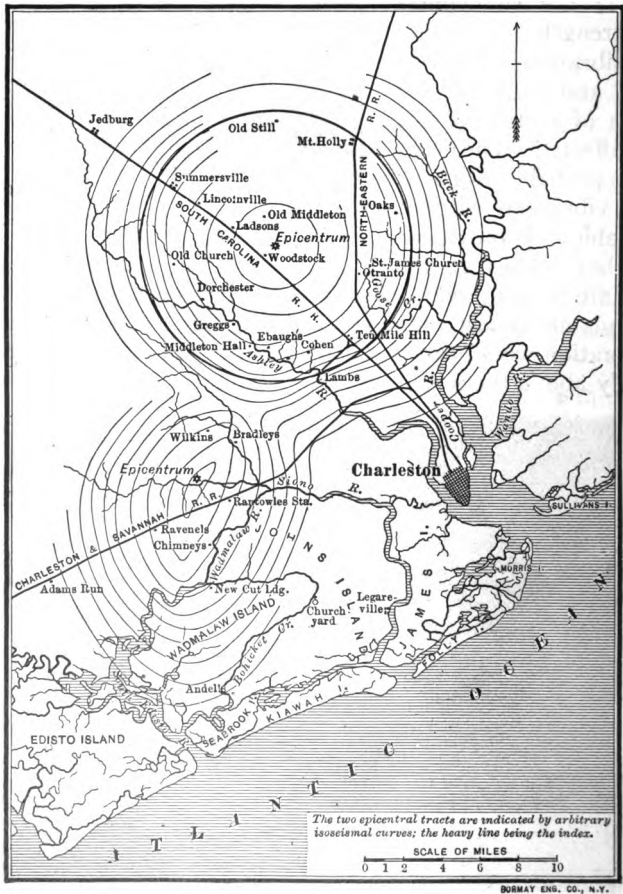 Jedburg
Old Still
Mt. Holly
R. R.
Back R.
Summersville
Lincolnville
Oaks
Old Middleton
Ladsons
SOUTH CAROLINA
R. R.
NORTH-EASTERN
Epicentrum
Woodstock
Old Church
St. James Church
Otranto
Goose Cr.
Dorchester
Greggs
Ten Mile Hill
Middleton Hall
Ebaughs
Cohen
Ashley
R.
Lambs
R.
Cooper
Wando R.
Wilkins
Bradleys
Charleston
Epicentrum
Stono
R.
Rantowles Sta.
R. R.
SULLIVANS I.
Ravenels
Chimneys
CHARLESTON & SAVANNAH
Wadmalaw R.
JOHNS ISLAND
JAMES I.
MORRIS I.
Adams Run
New Cut Ldg.
Church
yard
Legare-
ville
WADMALAW ISLAND
FOLLY I.
Bohicket Cr.
Andell
KIAWAH I.
SEABROOK I.
EDISTO ISLAND
ATLANTIC OCEAN
The two epicentral tracts are indicated by arbitrary
isoseismal curves; the heavy line being the index.
SCALE OF MILES
0 1 2 4 6 8 10
BORMAY ENG. CO., N.Y.